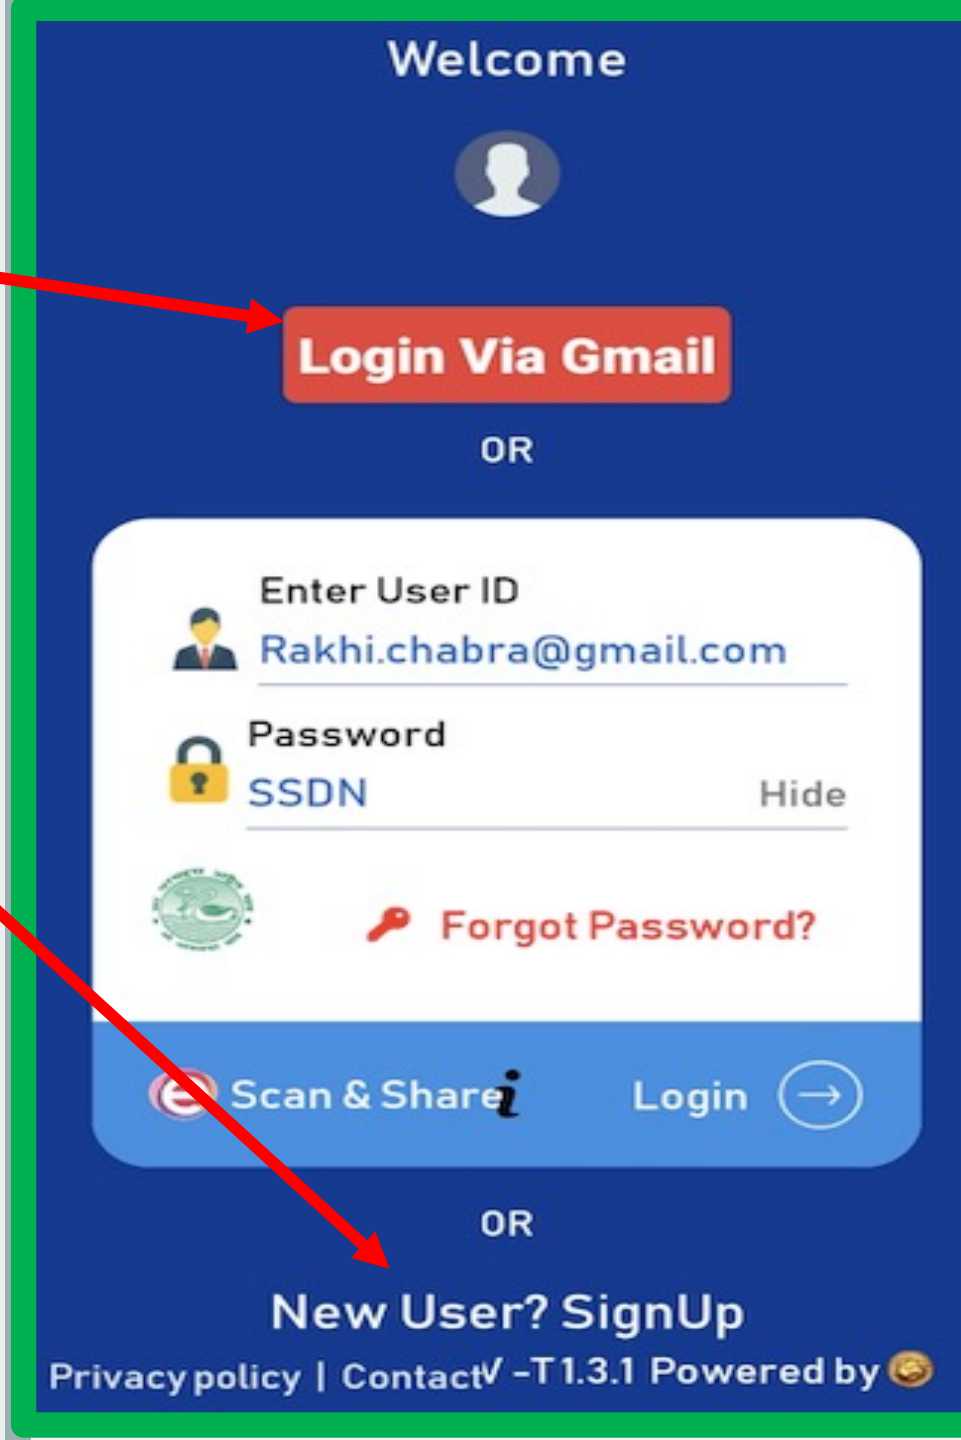 Welcome
Login Via Gmail
OR
Enter User ID
Rakhi.chabra@gmail.com
Password
SSDN
Hide
Forgot Password?
e Scan & Share i
Login →
OR
New User? SignUp
Privacy policy | Contact V -T1.3.1 Powered by